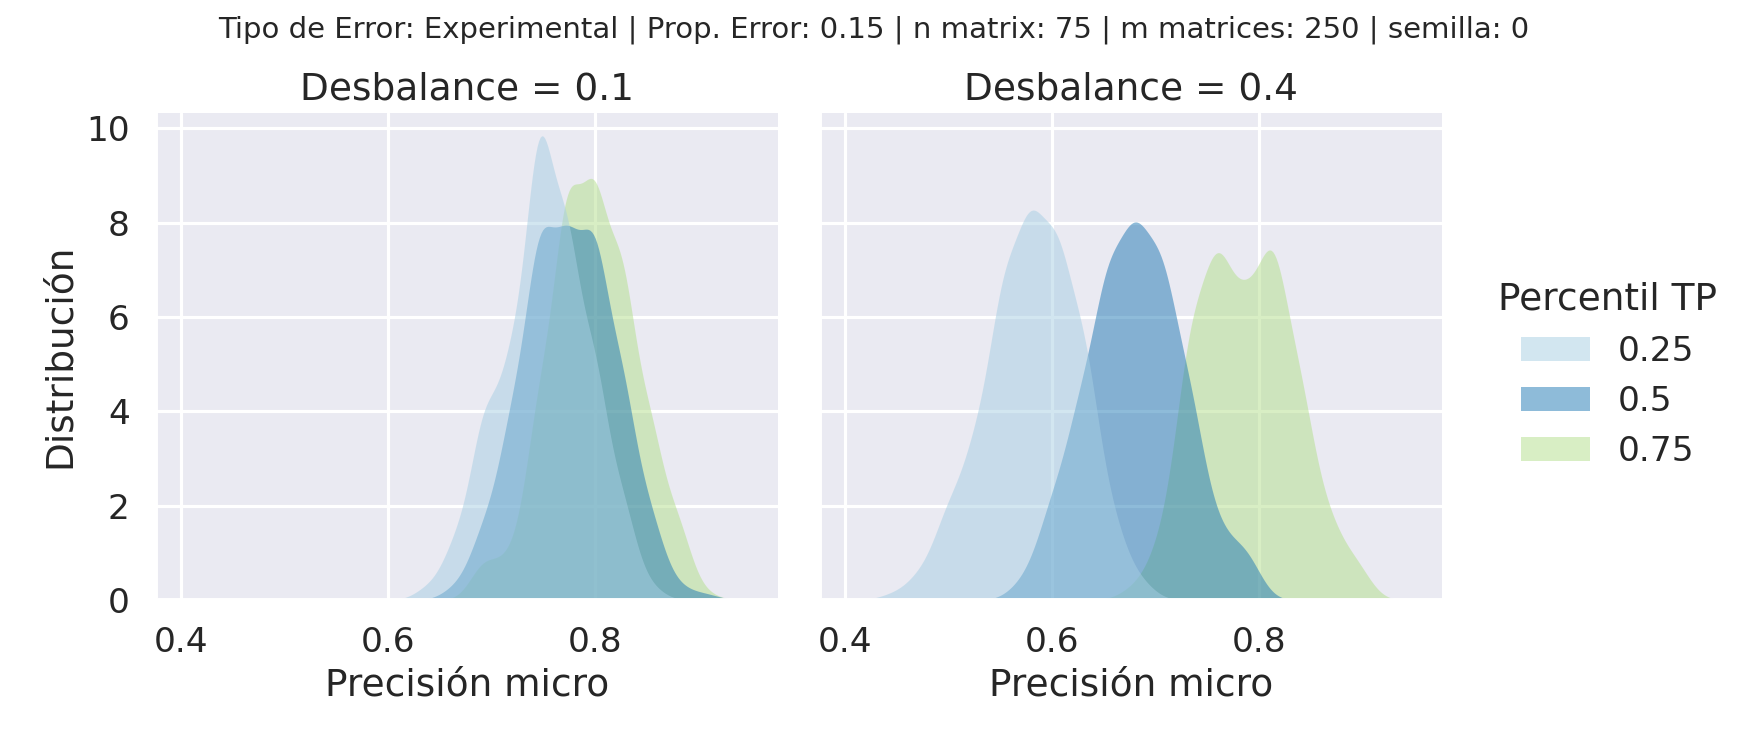 Tipo de Error: Experimental | Prop. Error: 0.15 | n matrix: 75 | m matrices: 250 | semilla: 0
Desbalance = 0.1
Desbalance = 0.4
10
8
6
4
2
0
Distribución
0.4 0.6 0.8
0.4 0.6 0.8
Precisión micro
Precisión micro
Percentil TP
0.25
0.5
0.75